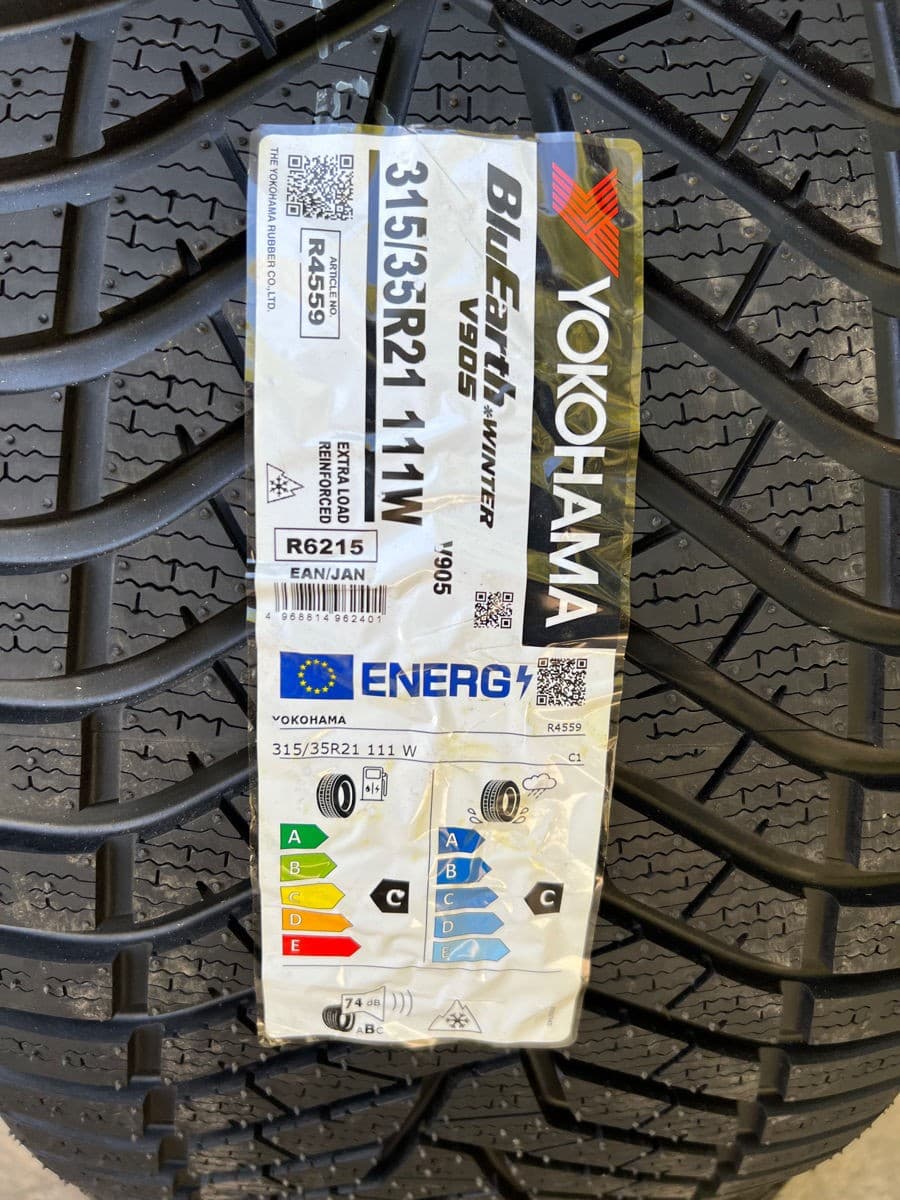 YOKOHAMA
BluEarth*WINTER
V905
315/35R21 111W
V905
ARTICLE NO.
R4559
THE YOKOHAMA RUBBER CO.,LTD.
EXTRA LOAD
REINFORCED
R6215
EAN/JAN
4 968814 962401
ENERG
YOKOHAMA
R4559
315/35R21 111 W
C1
A
B
C
D
E
C
A
B
C
D
E
C
74 dB
ABC